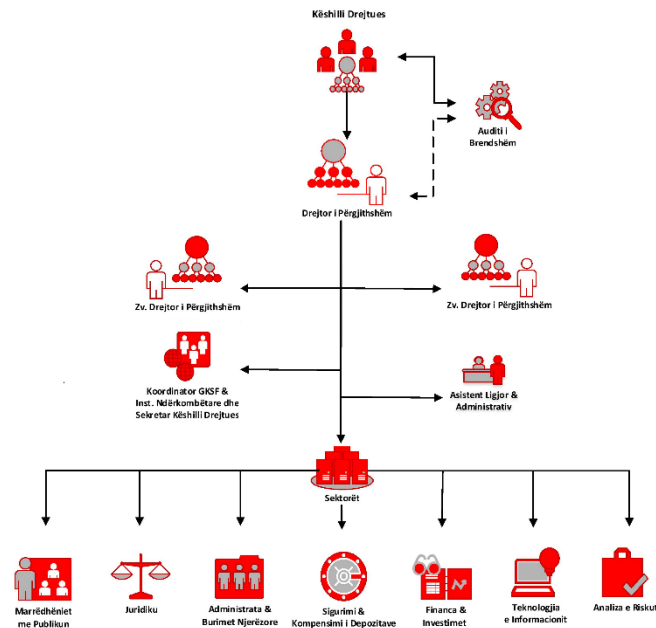 Këshilli Drejtues
Auditi i
Brendshëm
Drejtor i Përgjithshëm
Zv. Drejtor i Përgjithshëm
Zv. Drejtor i Përgjithshëm
Koordinator GKSF &
Inst. Ndërkombëtare dhe
Sekretar Këshilli Drejtues
Asistent Ligjor &
Administrativ
Sektorët
Marrëdhëniet
me Publikun
Juridiku
Administrata &
Burimet Njerëzore
Sigurimi &
Kompensimi i Depozitave
Financa &
Investimet
Teknologjia
e Informacionit
Analiza e Riskut